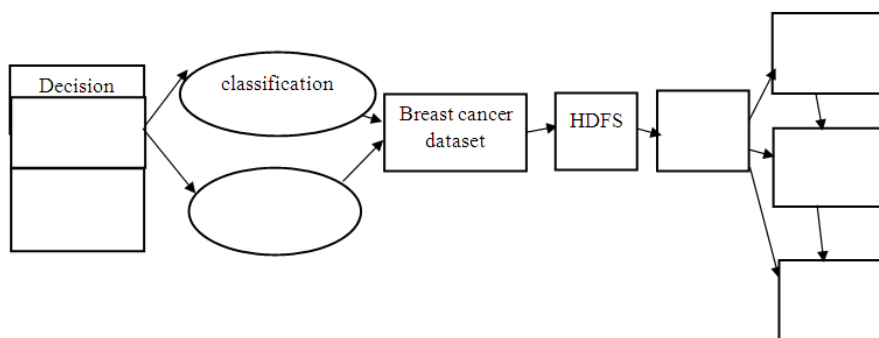 Decision
classification
Breast cancer
dataset
HDFS